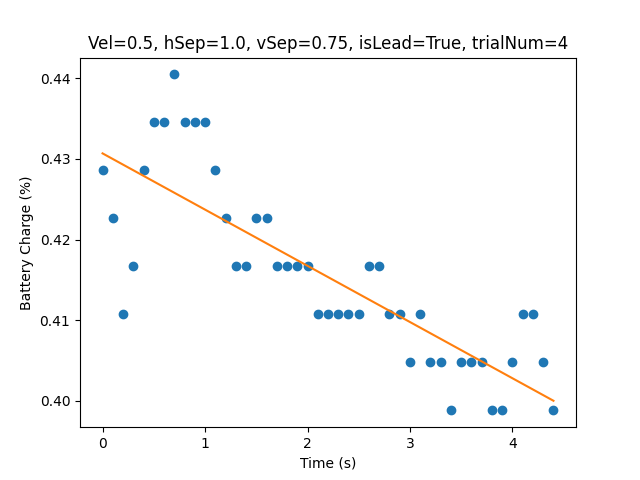 Vel=0.5, hSep=1.0, vSep=0.75, isLead=True, trialNum=4
Battery Charge (%)
0.44
0.43
0.42
0.41
0.40
0 1 2 3 4
Time (s)